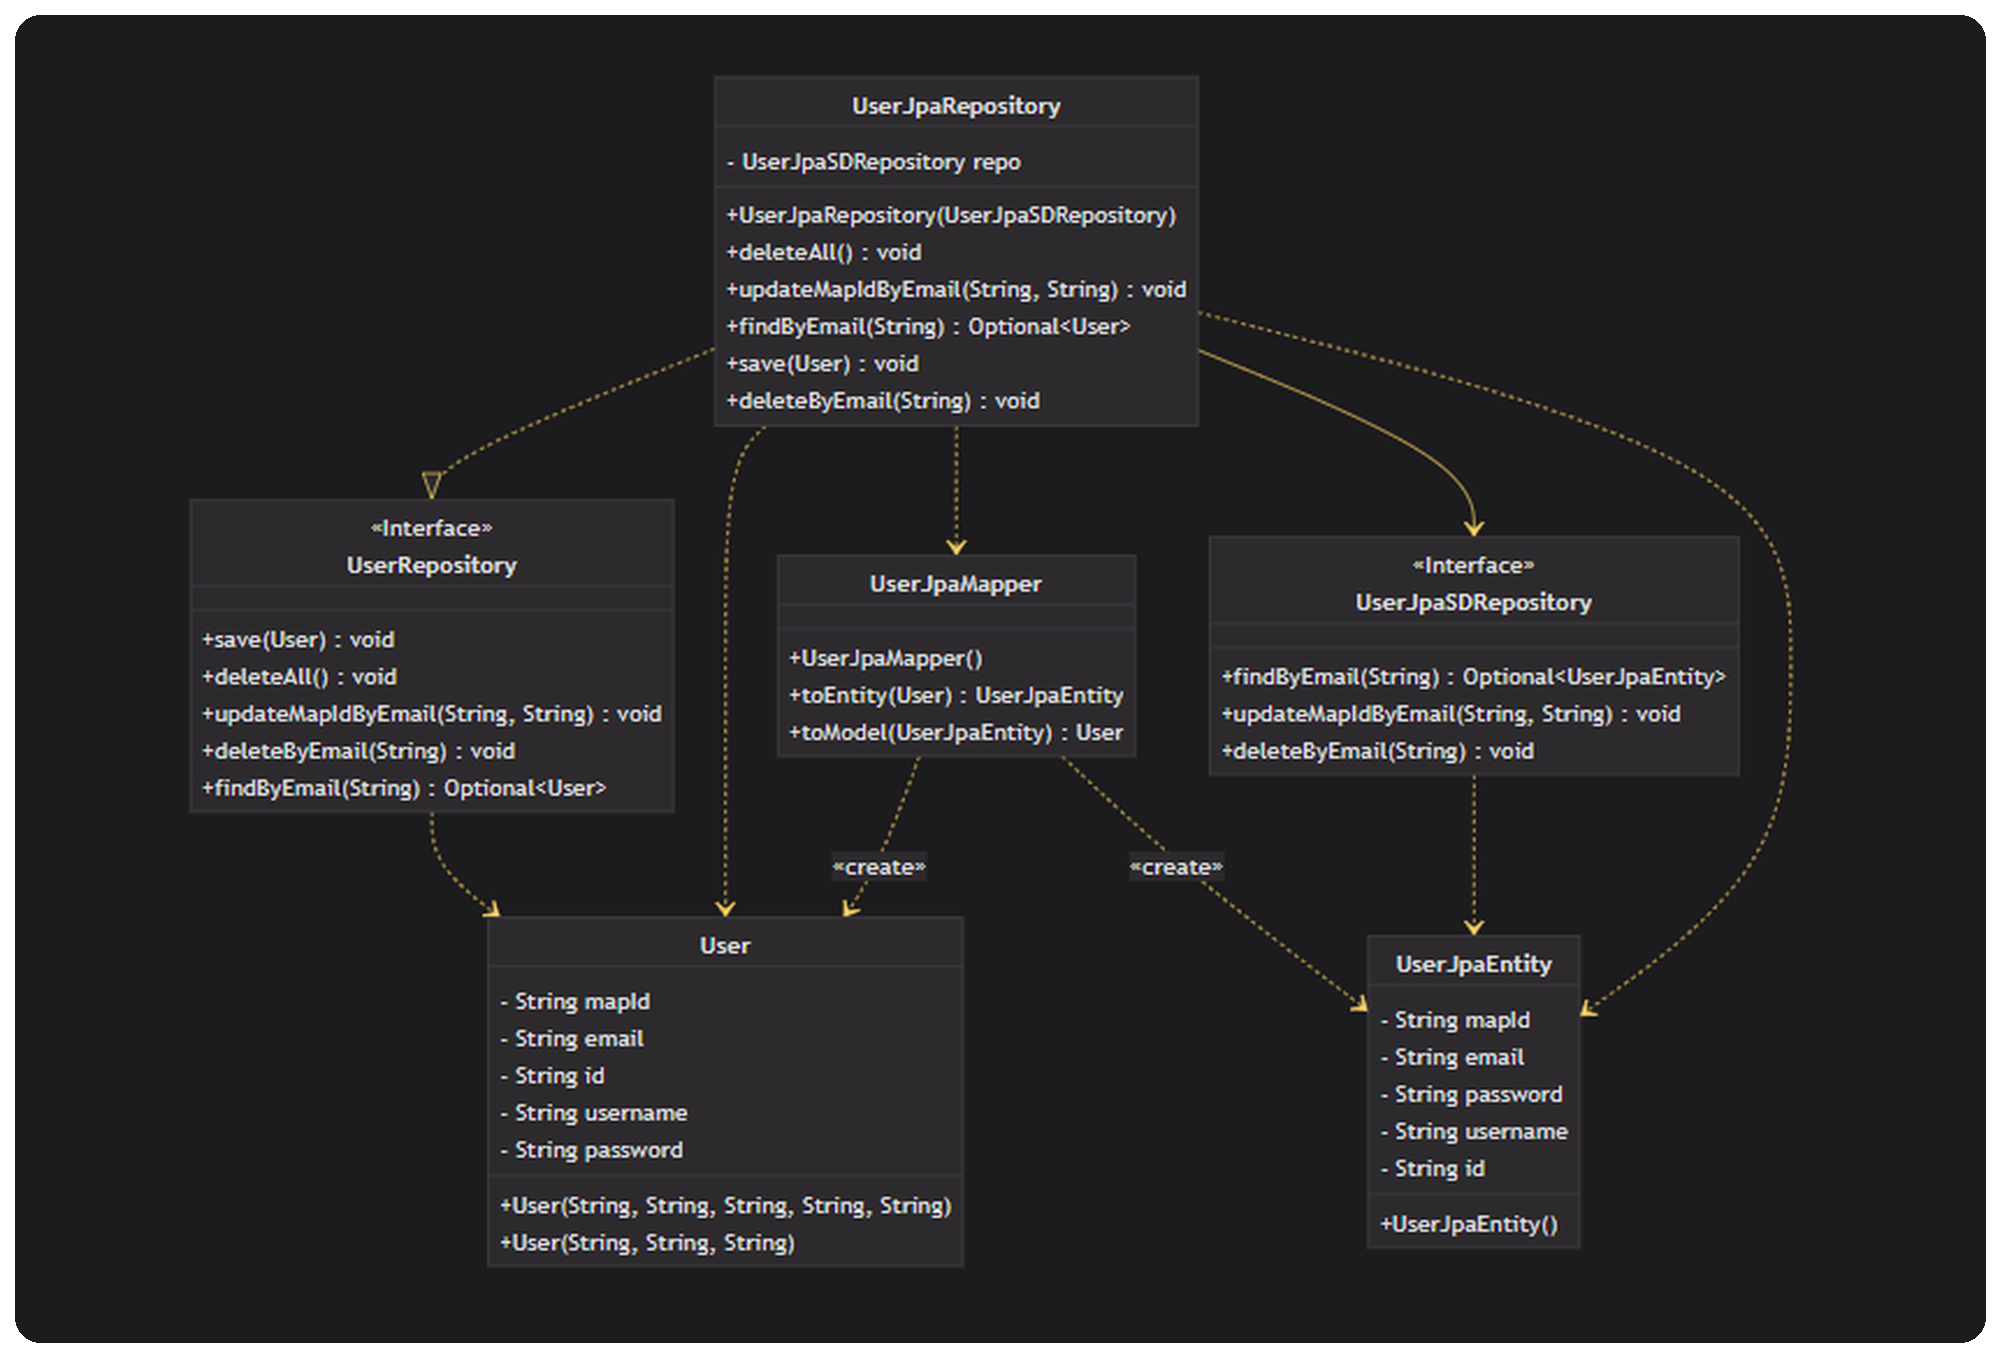 UserJpaRepository
- UserJpaSDRepository repo
+UserJpaRepository(UserJpaSDRepository)
+deleteAll() : void
+updateMapIdByEmail(String, String) : void
+findByEmail(String) : Optional<User>
+save(User) : void
+deleteByEmail(String) : void
«Interface»
UserRepository
+save(User) : void
+deleteAll() : void
+updateMapIdByEmail(String, String) : void
+deleteByEmail(String) : void
+findByEmail(String) : Optional<User>
UserJpaMapper
+UserJpaMapper()
+toEntity(User) : UserJpaEntity
+toModel(UserJpaEntity) : User
«Interface»
UserJpaSDRepository
+findByEmail(String) : Optional<UserJpaEntity>
+updateMapIdByEmail(String, String) : void
+deleteByEmail(String) : void
«create»
«create»
User
- String mapId
- String email
- String id
- String username
- String password
+User(String, String, String, String, String)
+User(String, String, String)
UserJpaEntity
- String mapId
- String email
- String password
- String username
- String id
+UserJpaEntity()